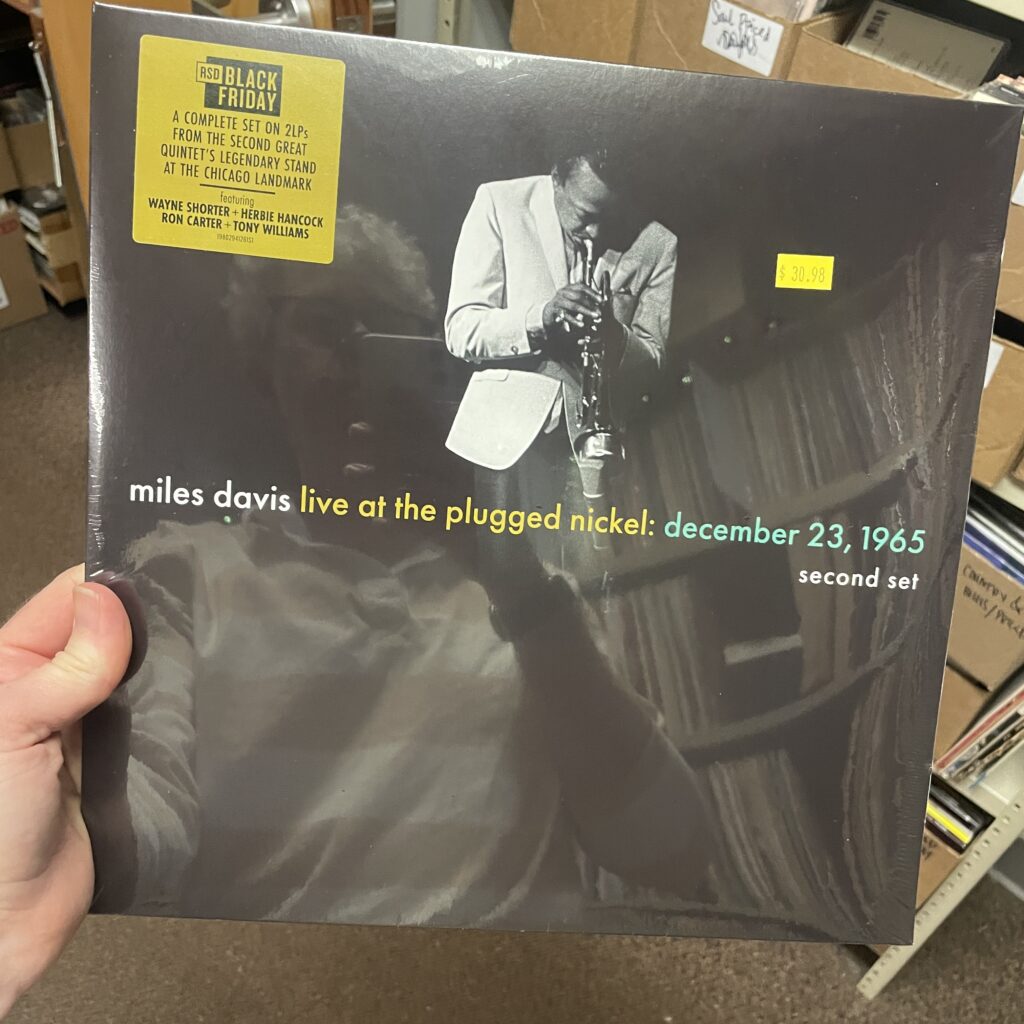 RSD BLACK
FRIDAY
A COMPLETE SET ON 2LPs
FROM THE SECOND GREAT
QUINTET'S LEGENDARY STAND
AT THE CHICAGO LANDMARK
featuring
WAYNE SHORTER + HERBIE HANCOCK
RON CARTER + TONY WILLIAMS
$ 30.98
miles davis live at the plugged nickel: december 23, 1965
second set
Soul
COUNTRY &